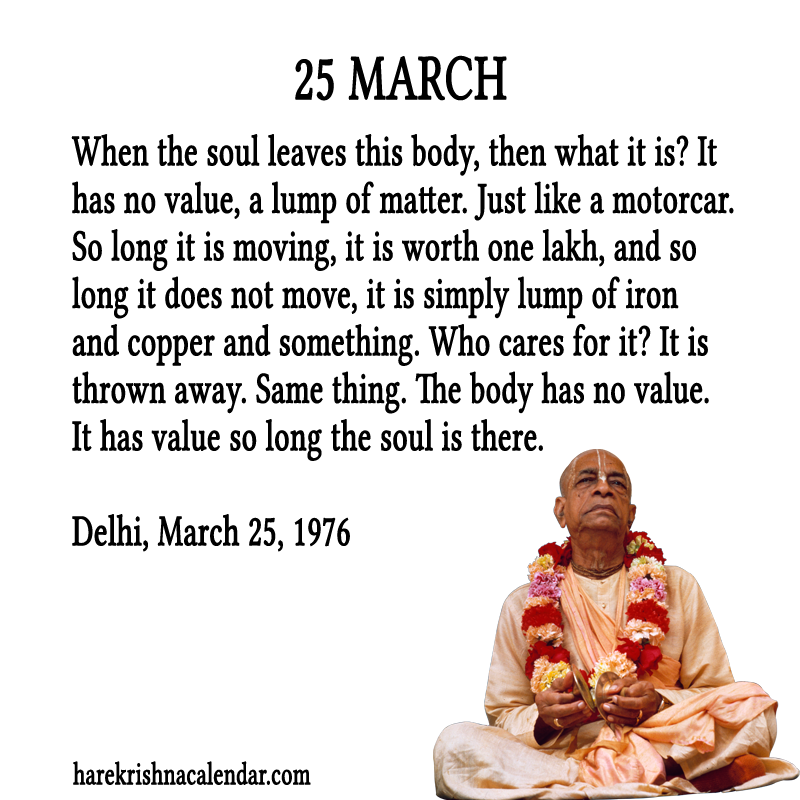 25 MARCH
When the soul leaves this body, then what it is? It
has no value, a lump of matter. Just like a motorcar.
So long it is moving, it is worth one lakh, and so
long it does not move, it is simply lump of iron
and copper and something. Who cares for it? It is
thrown away. Same thing. The body has no value.
It has value so long the soul is there.
Delhi, March 25, 1976
harekrishnacalendar.com